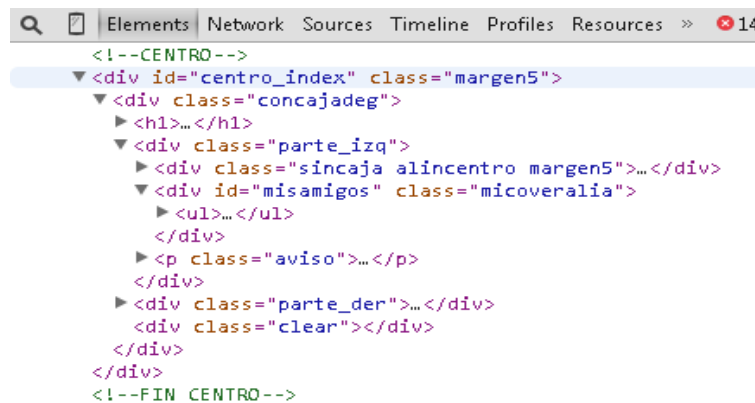 Elements Network Sources Timeline Profiles Resources » 14
<!--CENTRO-->
▼<div id="centro_index" class="margen5">
▼<div class="concajadeg">
▶<h1>…</h1>
▼<div class="parte_izq">
▶<div class="sincaja alincentro margen5">…</div>
▼<div id="misamigos" class="micoveralia">
▶<ul>…</ul>
</div>
▶<p class="aviso">…</p>
</div>
▶<div class="parte_der">…</div>
<div class="clear"></div>
</div>
</div>
<!--FIN CENTRO-->